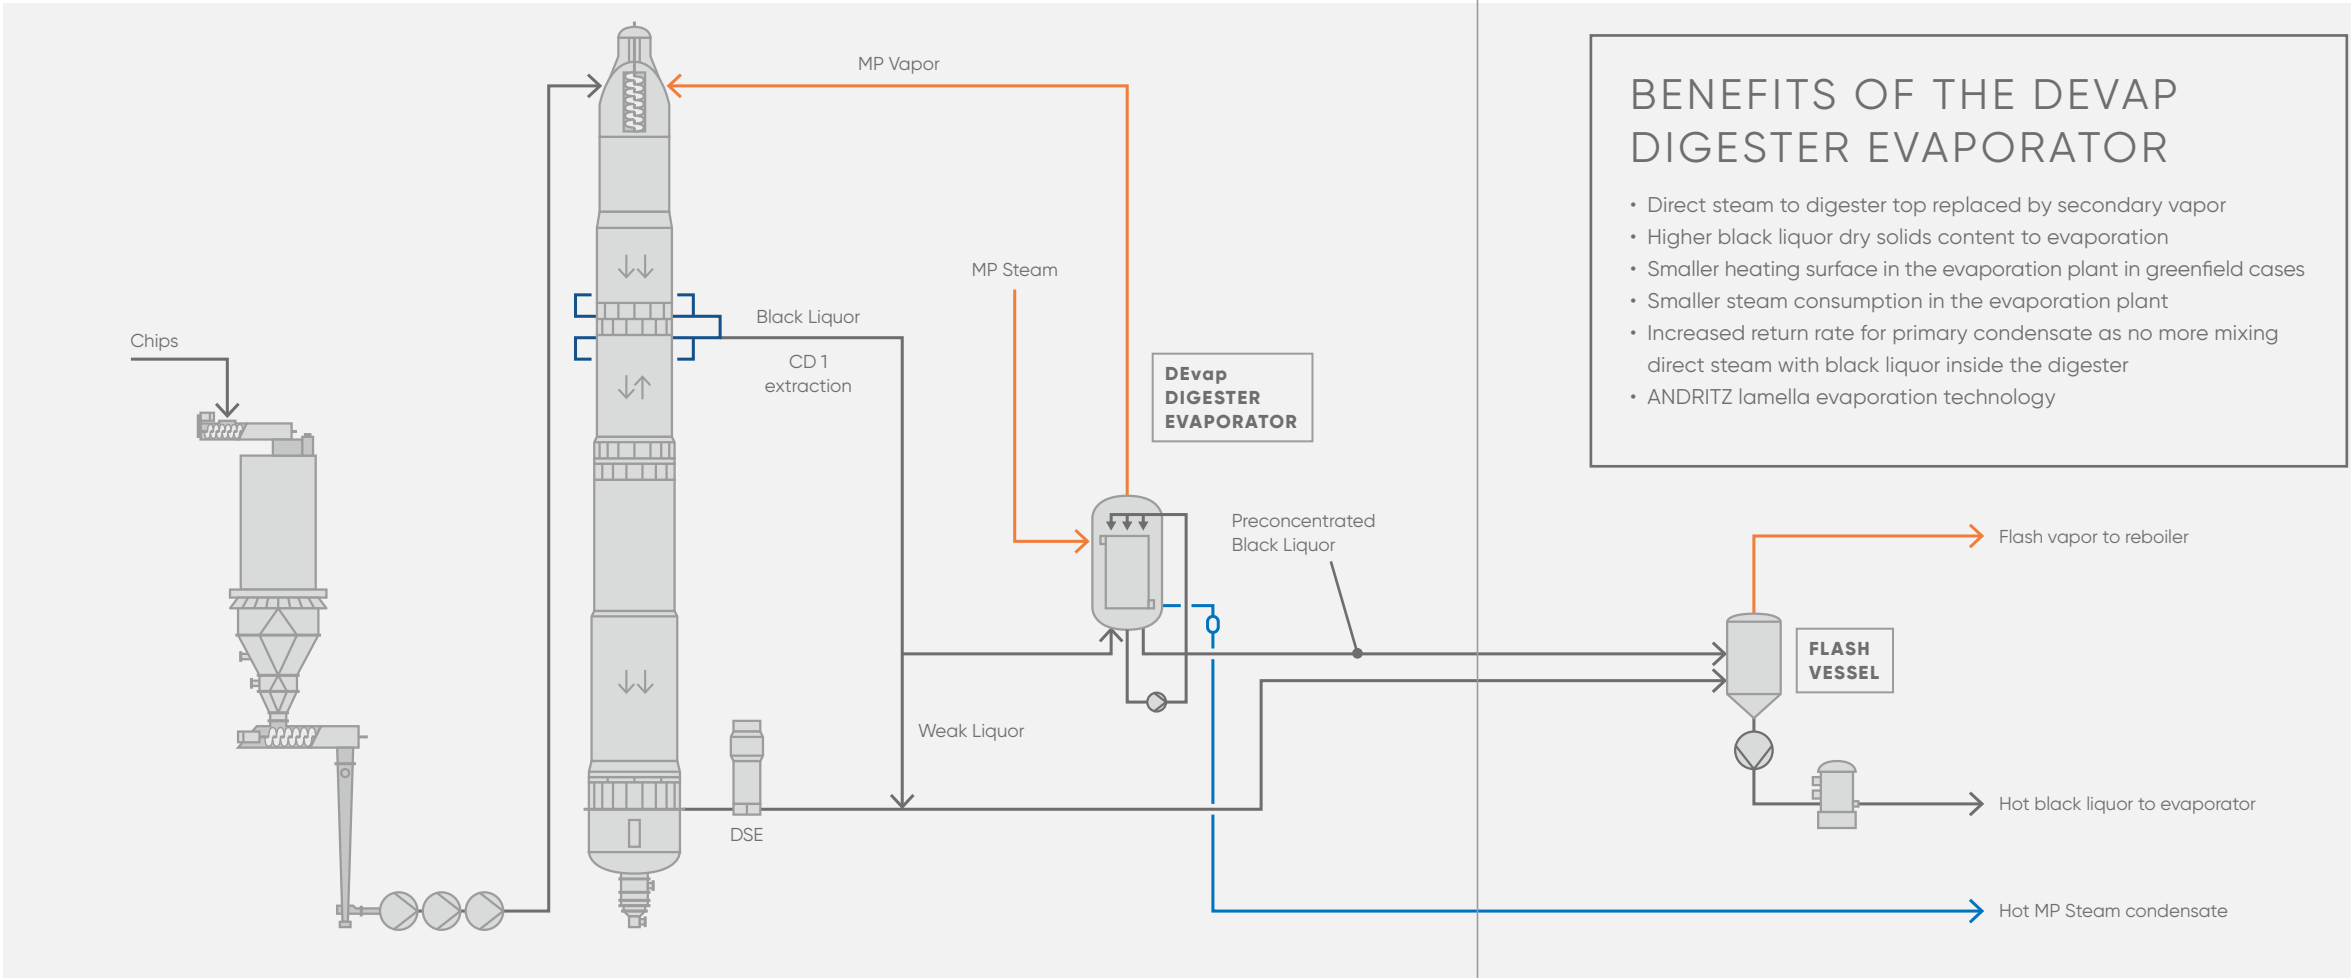 MP Vapor
BENEFITS OF THE DEVAP
DIGESTER EVAPORATOR
• Direct steam to digester top replaced by secondary vapor
• Higher black liquor dry solids content to evaporation
• Smaller heating surface in the evaporation plant in greenfield cases
• Smaller steam consumption in the evaporation plant
• Increased return rate for primary condensate as no more mixing
direct steam with black liquor inside the digester
• ANDRITZ lamella evaporation technology
MP Steam
Black Liquor
CD 1
extraction
Chips
DEvap
DIGESTER
EVAPORATOR
Preconcentrated
Black Liquor
Flash vapor to reboiler
FLASH
VESSEL
Weak Liquor
DSE
Hot black liquor to evaporator
Hot MP Steam condensate